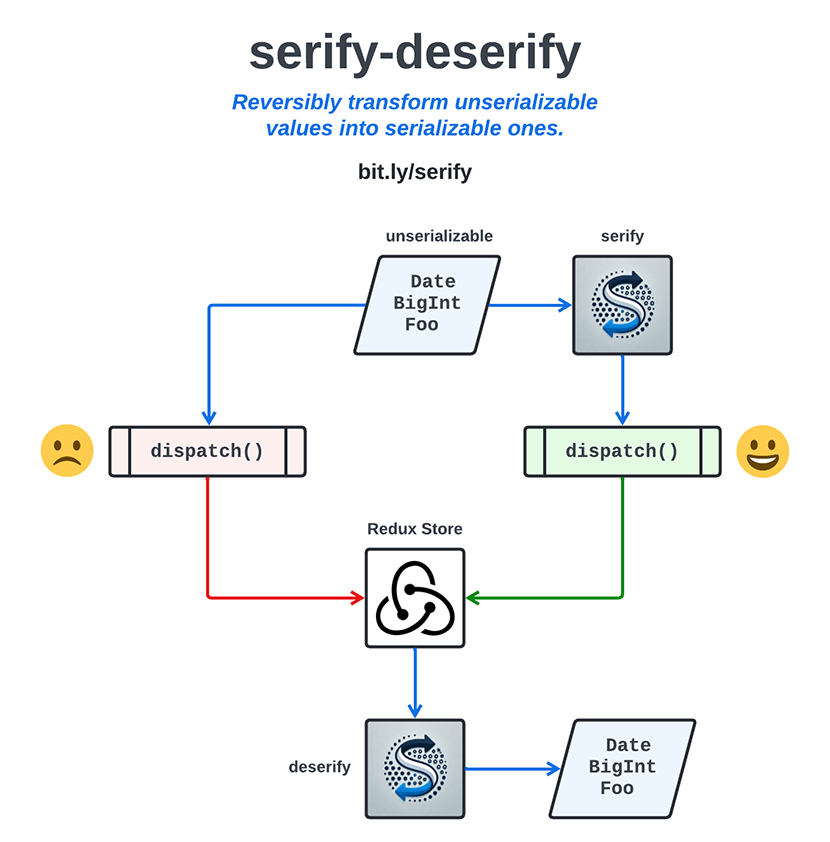 serify-deserify
Reversibly transform unserializable
values into serializable ones.
bit.ly/serify
unserializable
serify
Date
BigInt
Foo
dispatch()
dispatch()
Redux Store
deserify
Date
BigInt
Foo